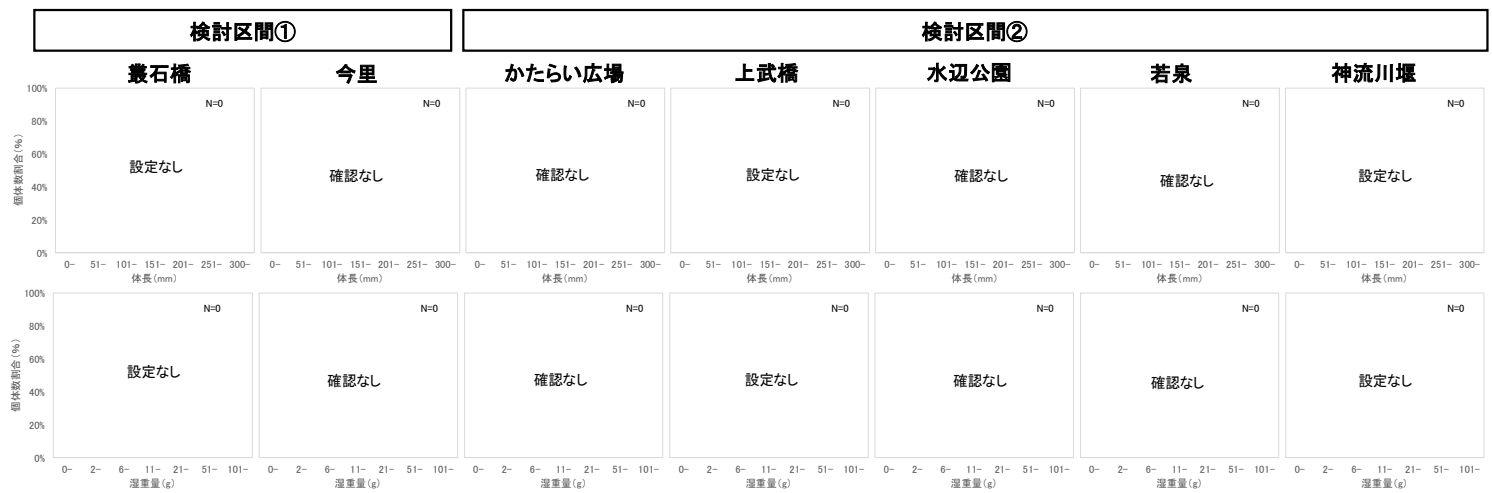 検討区間①
検討区間②
叢石橋 今里 かたらい広場 上武橋 水辺公園 若泉 神流川堰
個体数割合(%)
100%
80%
60%
40%
20%
0%
N=0 N=0 N=0 N=0 N=0 N=0 N=0
設定なし 確認なし 確認なし 設定なし 確認なし 確認なし 設定なし
0- 51- 101- 151- 201- 251- 300- 0- 51- 101- 151- 201- 251- 300- 0- 51- 101- 151- 201- 251- 300- 0- 51- 101- 151- 201- 251- 300- 0- 51- 101- 151- 201- 251- 300- 0- 51- 101- 151- 201- 251- 300- 0- 51- 101- 151- 201- 251- 300-
体長(mm) 体長(mm) 体長(mm) 体長(mm) 体長(mm) 体長(mm) 体長(mm)
個体数割合(%)
100%
80%
60%
40%
20%
0%
N=0 N=0 N=0 N=0 N=0 N=0 N=0
設定なし 確認なし 確認なし 設定なし 確認なし 確認なし 設定なし
0- 2- 6- 11- 21- 51- 101- 0- 2- 6- 11- 21- 51- 101- 0- 2- 6- 11- 21- 51- 101- 0- 2- 6- 11- 21- 51- 101- 0- 2- 6- 11- 21- 51- 101- 0- 2- 6- 11- 21- 51- 101- 0- 2- 6- 11- 21- 51- 101-
湿重量(g) 湿重量(g) 湿重量(g) 湿重量(g) 湿重量(g) 湿重量(g) 湿重量(g)